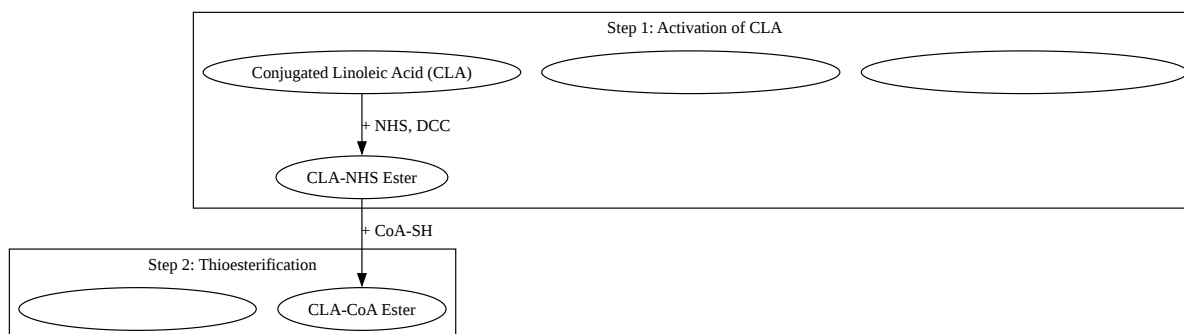 Step 1: Activation of CLA
Conjugated Linoleic Acid (CLA)
+ NHS, DCC
CLA-NHS Ester
+ CoA-SH
Step 2: Thioesterification
CLA-CoA Ester